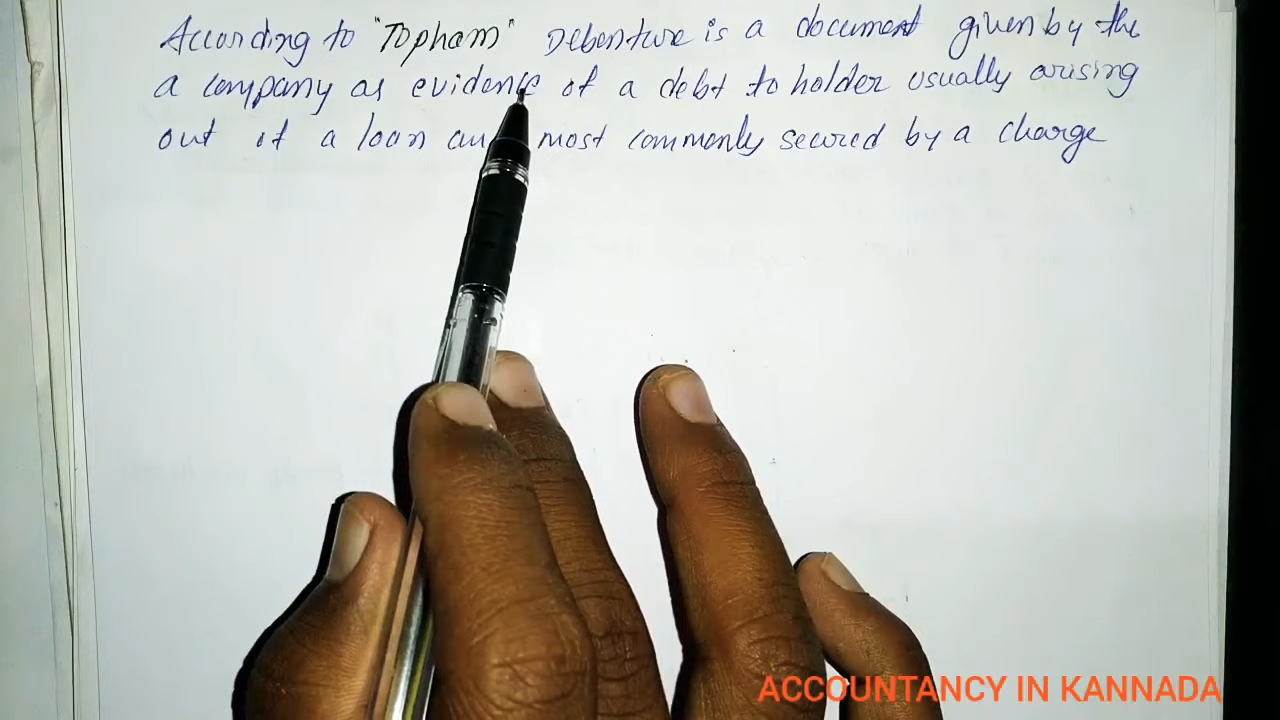 According to "Topham" Debenture is a document given by the
a company as evidence of a debt to holder usually arising
out of a loan and most commonly secured by a charge
ACCOUNTANCY IN KANNADA